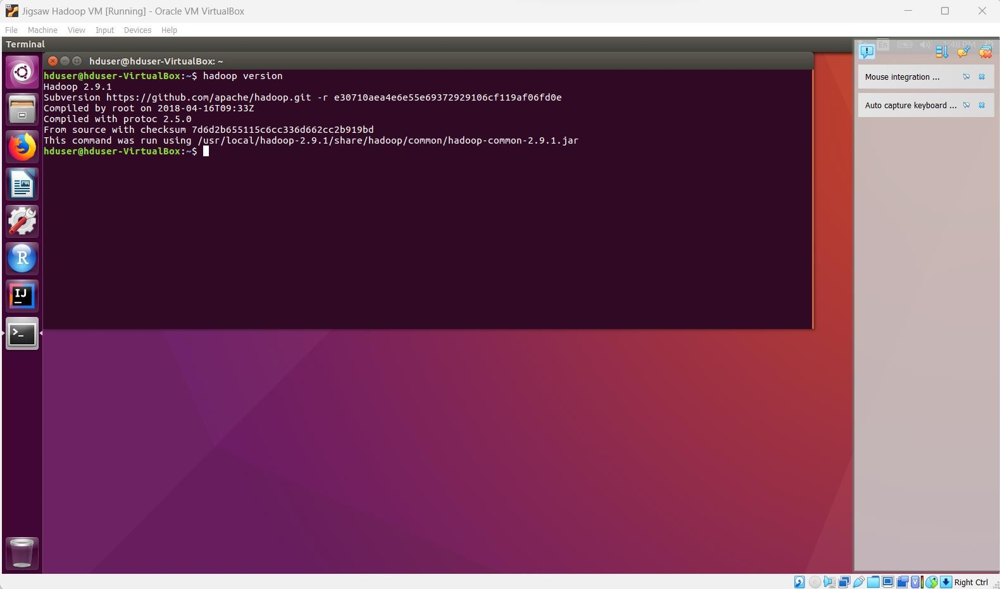 Jigsaw Hadoop VM [Running] - Oracle VM VirtualBox
File Machine View Input Devices Help
Terminal
En 1:48 PM
hduser@hduser-VirtualBox: ~
hduser@hduser-VirtualBox:~$ hadoop version
Hadoop 2.9.1
Subversion https://github.com/apache/hadoop.git -r e30710aea4e6e55e69372929106cf119af06fd0e
Compiled by root on 2018-04-16T09:33Z
Compiled with protoc 2.5.0
From source with checksum 7d6d2b655115c6cc336d662cc2b919bd
This command was run using /usr/local/hadoop-2.9.1/share/hadoop/common/hadoop-common-2.9.1.jar
hduser@hduser-VirtualBox:~$
Mouse integration ...
Auto capture keyboard ...
R
IJ
>_
V
Right Ctrl